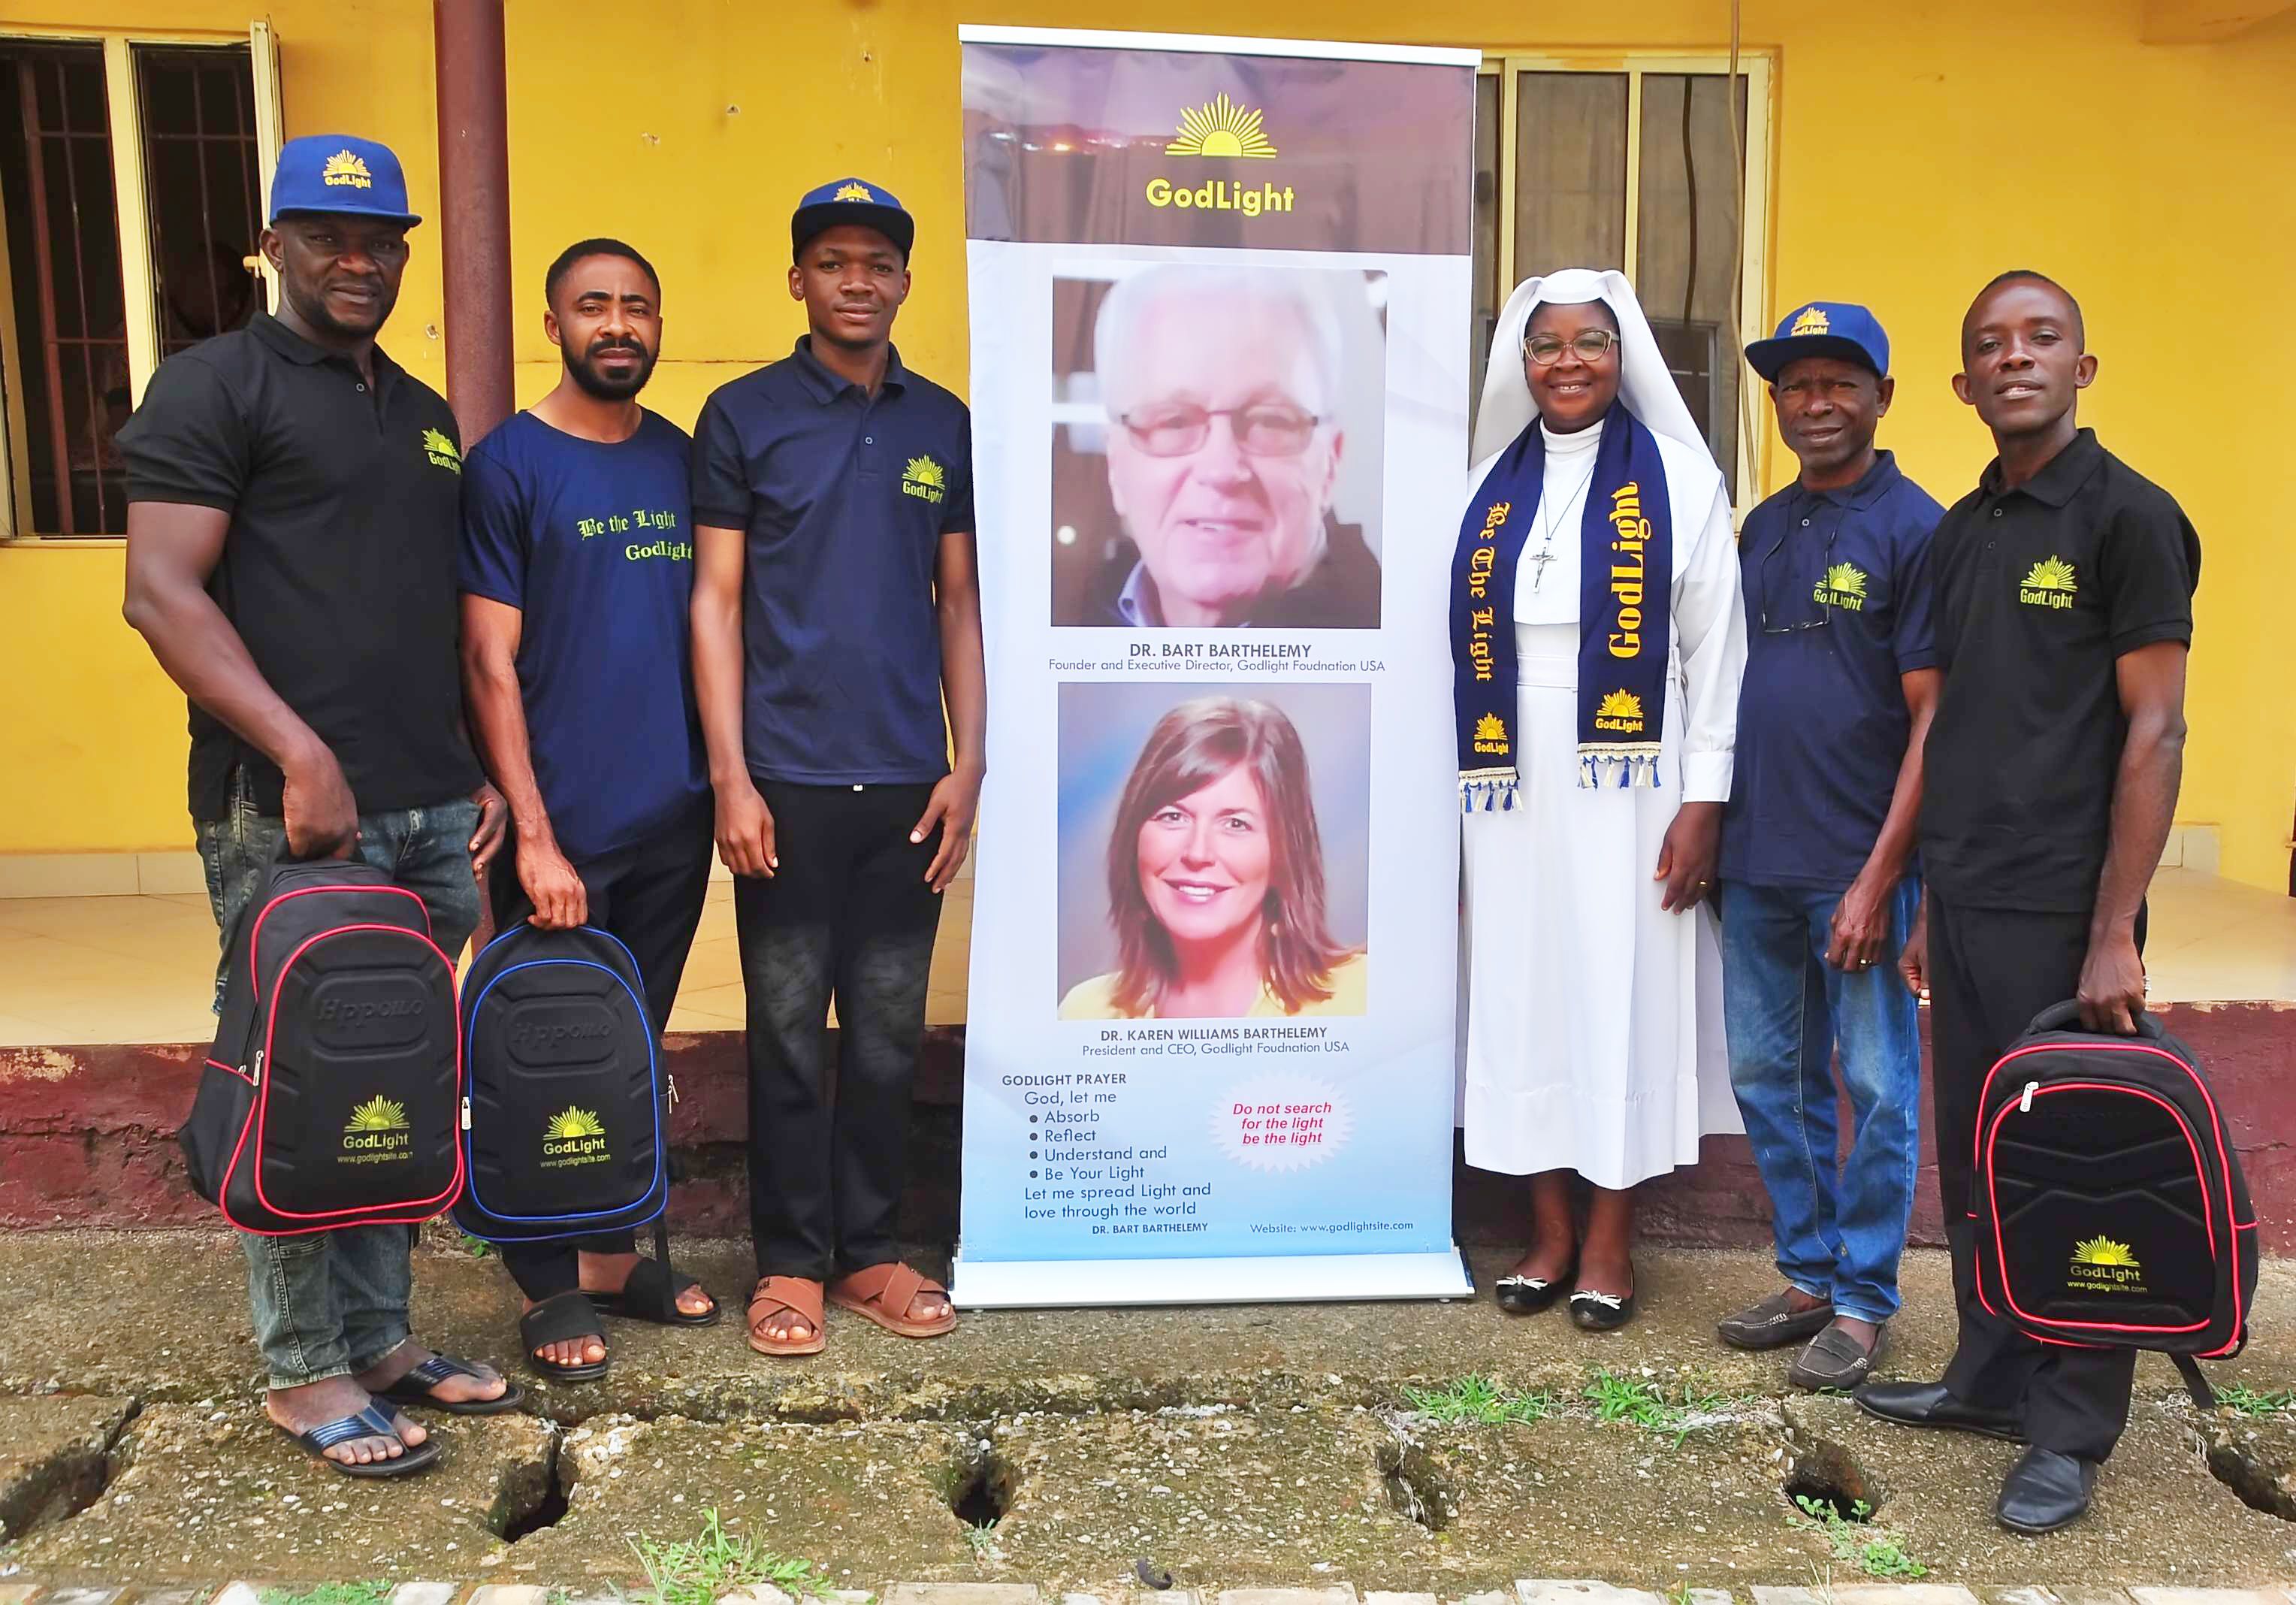 GodLight
GodLight
DR. BART BARTHELEMY
Founder and Executive Director, Godlight Foudnation USA
DR. KAREN WILLIAMS BARTHELEMY
President and CEO, Godlight Foudnation USA
GODLIGHT PRAYER
God, let me
● Absorb
● Reflect
● Understand and
● Be Your Light
Let me spread Light and
love through the world
DR. BART BARTHELEMY
Do not search
for the light
be the light
Website: www.godlightsite.com
GodLight
Be the Light
Godlight
GodLight
Be The Light
GodLight
GodLight
GodLight
GodLight
GodLight
GodLight
Hppollo
GodLight
www.godlightsite.com
Hppollo
GodLight
www.godlightsite.com
GodLight
www.godlightsite.com